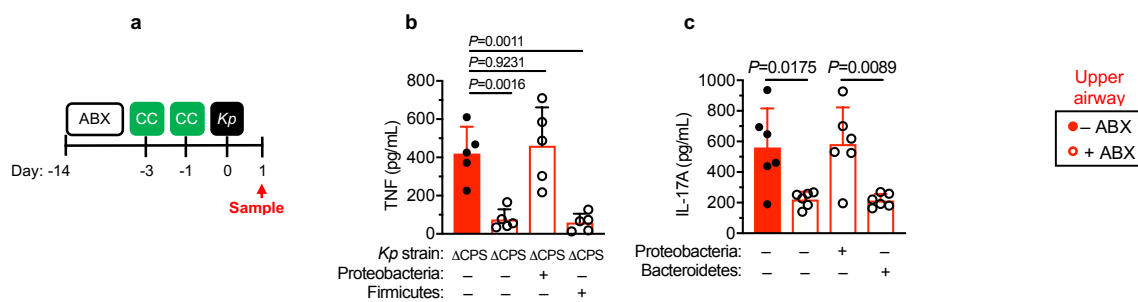 a
ABX
CC
CC
Kp
Day: -14
-3
-1
0
1
Sample
b
P=0.0011
P=0.9231
P=0.0016
TNF (pg/mL)
800
600
400
200
0
Kp strain: ΔCPS ΔCPS ΔCPS ΔCPS
Proteobacteria: – – + –
Firmicutes: – – – +
c
P=0.0175
P=0.0089
IL-17A (pg/mL)
1000
800
600
400
200
0
Proteobacteria: – – + –
Bacteroidetes: – – – +
Upper
airway
– ABX
+ ABX